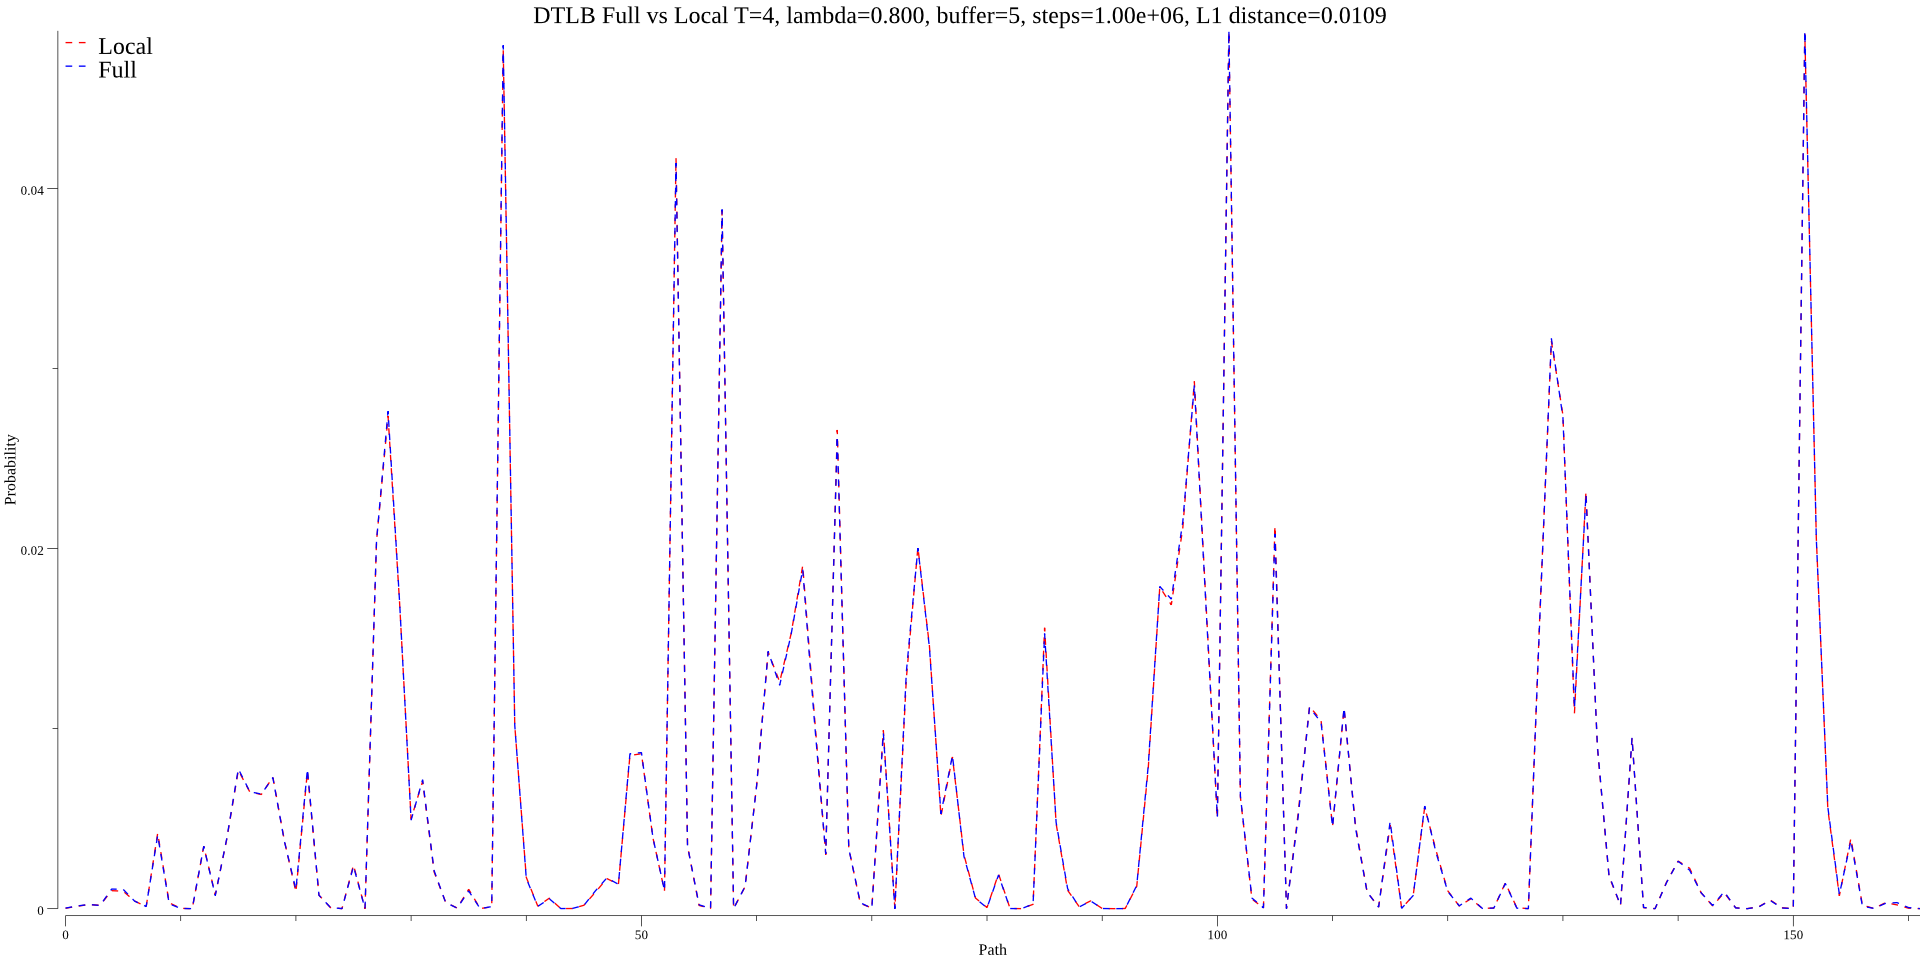 DTLB Full vs Local T=4, lambda=0.800, buffer=5, steps=1.00e+06, L1 distance=0.0109
Local
Full
0.04
0.02
0
Probability
0
50
100
150
Path